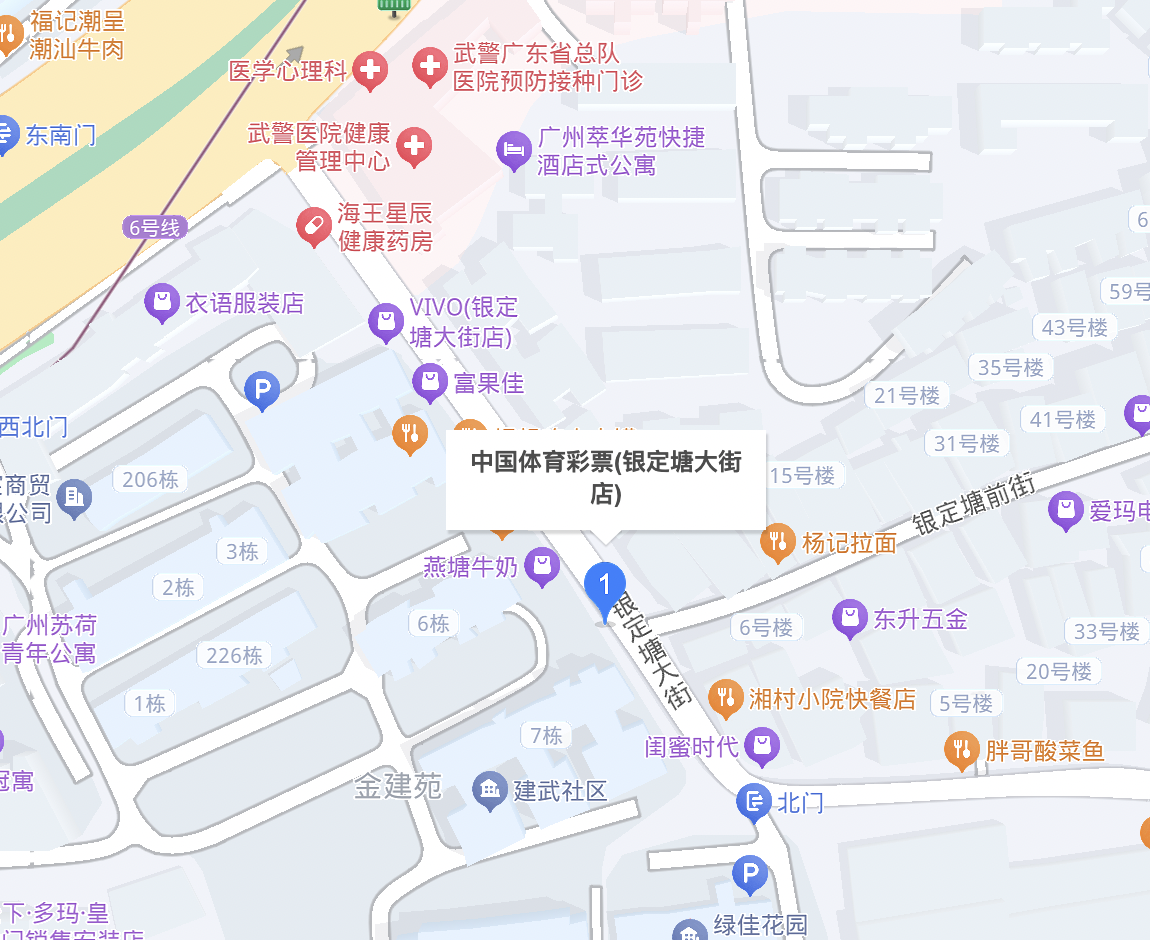 福记潮呈
潮汕牛肉
医学心理科
武警广东省总队
医院预防接种门诊
东南门
武警医院健康
管理中心
广州萃华苑快捷
酒店式公寓
6号线
海王星辰
健康药房
衣语服装店
VIVO(银定
塘大街店)
59号
43号楼
富果佳
35号楼
21号楼
西北门
41号楼
31号楼
中国体育彩票(银定塘大街
店)
206栋
15号楼
商贸
公司
银定塘前街
爱玛电
杨记拉面
3栋
燕塘牛奶
2栋
1
银定塘大街
广州苏荷
青年公寓
6栋
6号楼
东升五金
33号楼
226栋
20号楼
1栋
湘村小院快餐店
5号楼
7栋
闺蜜时代
胖哥酸菜鱼
冠寓
金建苑
建武社区
北门
P
P
下·多玛·皇
绿佳花园